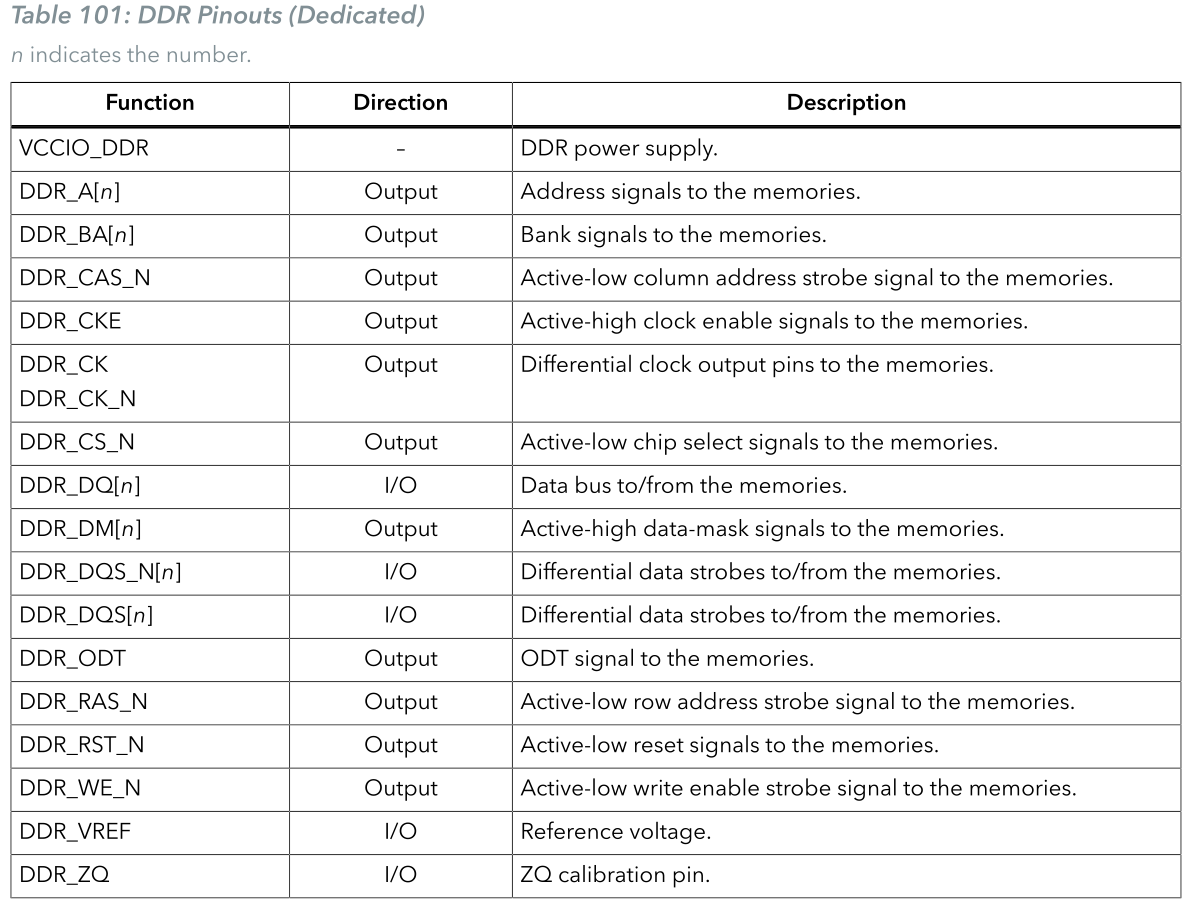 Table 101: DDR Pinouts (Dedicated)
n indicates the number.
Function Direction Description
VCCIO_DDR – DDR power supply.
DDR_A[n] Output Address signals to the memories.
DDR_BA[n] Output Bank signals to the memories.
DDR_CAS_N Output Active-low column address strobe signal to the memories.
DDR_CKE Output Active-high clock enable signals to the memories.
DDR_CK Output Differential clock output pins to the memories.
DDR_CK_N
DDR_CS_N Output Active-low chip select signals to the memories.
DDR_DQ[n] I/O Data bus to/from the memories.
DDR_DM[n] Output Active-high data-mask signals to the memories.
DDR_DQS_N[n] I/O Differential data strobes to/from the memories.
DDR_DQS[n] I/O Differential data strobes to/from the memories.
DDR_ODT Output ODT signal to the memories.
DDR_RAS_N Output Active-low row address strobe signal to the memories.
DDR_RST_N Output Active-low reset signals to the memories.
DDR_WE_N Output Active-low write enable strobe signal to the memories.
DDR_VREF I/O Reference voltage.
DDR_ZQ I/O ZQ calibration pin.